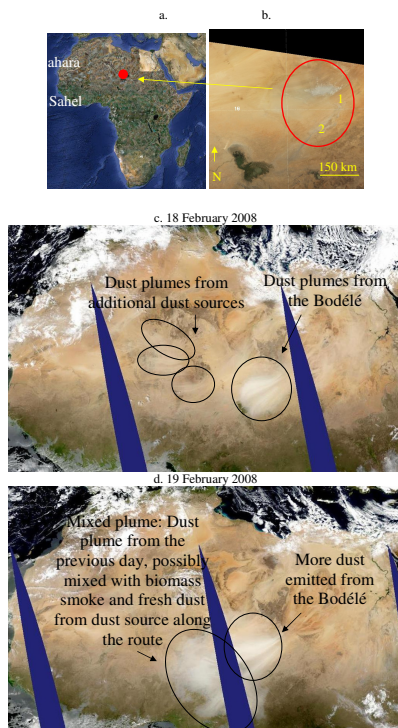 a.
b.
ahara
Sahel
1
2
N
150 km
c. 18 February 2008
Dust plumes from
additional dust sources
Dust plumes from
the Bodélé
d. 19 February 2008
Mixed plume: Dust
plume from the
previous day, possibly
mixed with biomass
smoke and fresh dust
from dust source along
the route
More dust
emitted from
the Bodélé